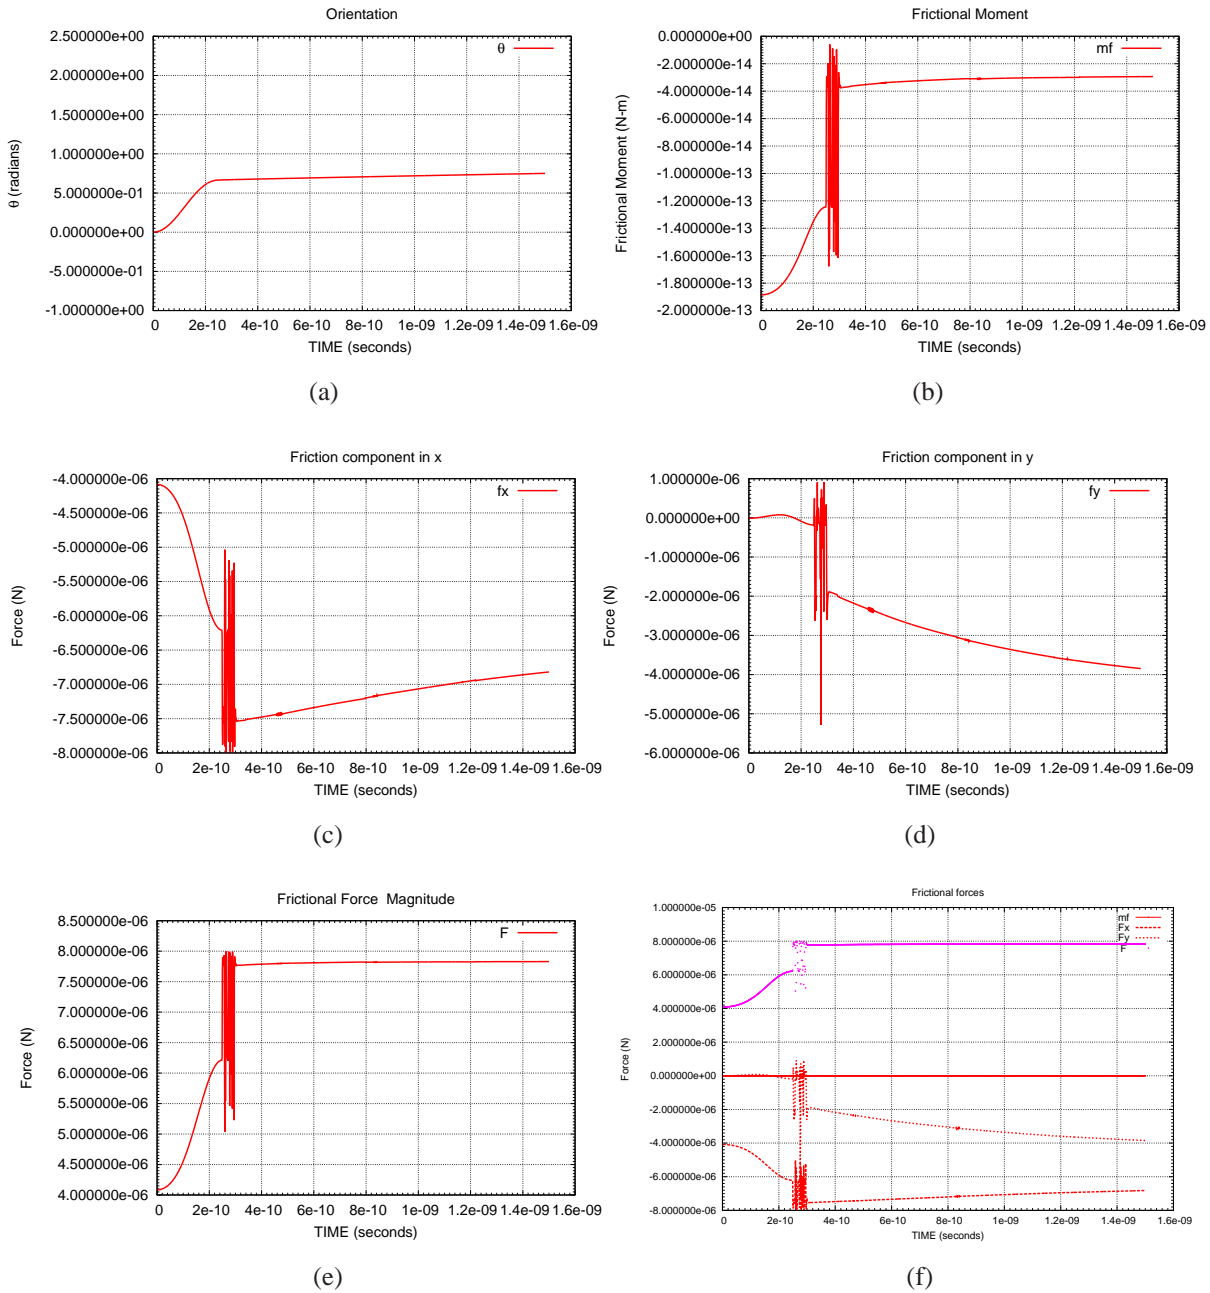 Orientation
θ
2.500000e+00
2.000000e+00
1.500000e+00
1.000000e+00
5.000000e-01
0.000000e+00
-5.000000e-01
-1.000000e+00
θ (radians)
0 2e-10 4e-10 6e-10 8e-10 1e-09 1.2e-09 1.4e-09 1.6e-09
TIME (seconds)
(a)
Frictional Moment
mf
0.000000e+00
-2.000000e-14
-4.000000e-14
-6.000000e-14
-8.000000e-14
-1.000000e-13
-1.200000e-13
-1.400000e-13
-1.600000e-13
-1.800000e-13
-2.000000e-13
Frictional Moment (N-m)
0 2e-10 4e-10 6e-10 8e-10 1e-09 1.2e-09 1.4e-09 1.6e-09
TIME (seconds)
(b)
Friction component in x
fx
-4.000000e-06
-4.500000e-06
-5.000000e-06
-5.500000e-06
-6.000000e-06
-6.500000e-06
-7.000000e-06
-7.500000e-06
-8.000000e-06
Force (N)
0 2e-10 4e-10 6e-10 8e-10 1e-09 1.2e-09 1.4e-09 1.6e-09
TIME (seconds)
(c)
Friction component in y
fy
1.000000e-06
0.000000e+00
-1.000000e-06
-2.000000e-06
-3.000000e-06
-4.000000e-06
-5.000000e-06
-6.000000e-06
Force (N)
0 2e-10 4e-10 6e-10 8e-10 1e-09 1.2e-09 1.4e-09 1.6e-09
TIME (seconds)
(d)
Frictional Force Magnitude
F
8.500000e-06
8.000000e-06
7.500000e-06
7.000000e-06
6.500000e-06
6.000000e-06
5.500000e-06
5.000000e-06
4.500000e-06
4.000000e-06
Force (N)
0 2e-10 4e-10 6e-10 8e-10 1e-09 1.2e-09 1.4e-09 1.6e-09
TIME (seconds)
(e)
Frictional forces
mf
Fx
Fy
F
1.000000e-05
8.000000e-06
6.000000e-06
4.000000e-06
2.000000e-06
0.000000e+00
-2.000000e-06
-4.000000e-06
-6.000000e-06
-8.000000e-06
Force (N)
0 2e-10 4e-10 6e-10 8e-10 1e-09 1.2e-09 1.4e-09 1.6e-09
TIME (seconds)
(f)